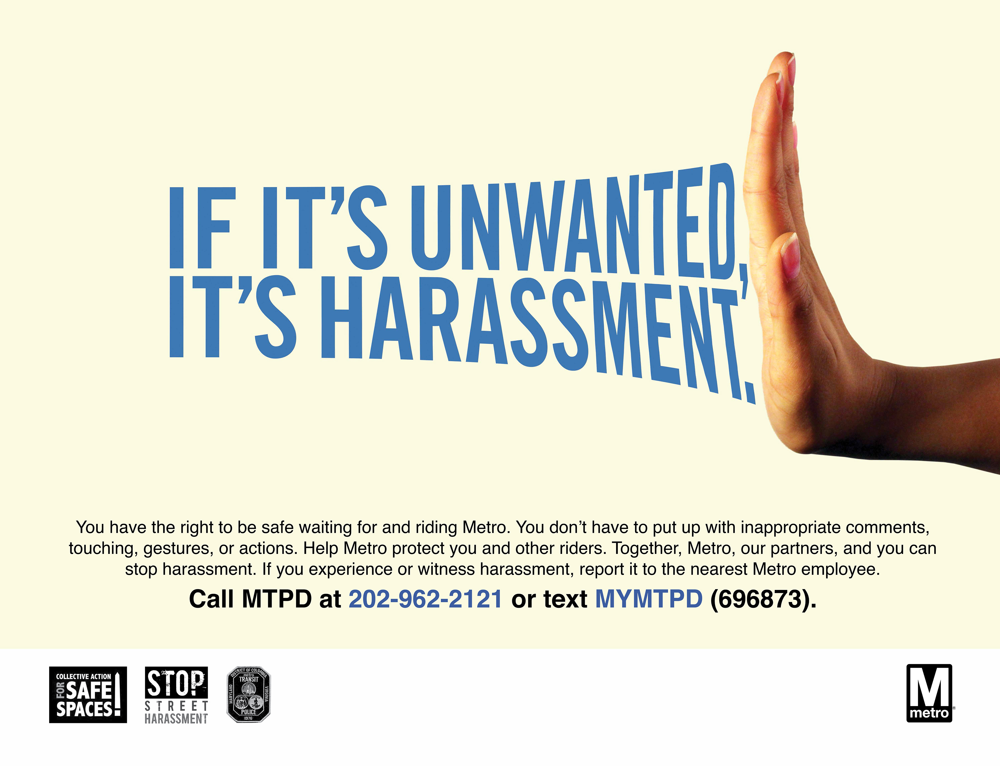 IF IT’S UNWANTED,
IT’S HARASSMENT.
You have the right to be safe waiting for and riding Metro. You don’t have to put up with inappropriate comments,
touching, gestures, or actions. Help Metro protect you and other riders. Together, Metro, our partners, and you can
stop harassment. If you experience or witness harassment, report it to the nearest Metro employee.
Call MTPD at 202-962-2121 or text MYMTPD (696873).
COLLECTIVE ACTION
FOR
SAFE
SPACES!
STOP
STREET
HARASSMENT
DISTRICT OF COLUMBIA
metro
TRANSIT
MARYLAND
VIRGINIA
POLICE
1976
M
metro®